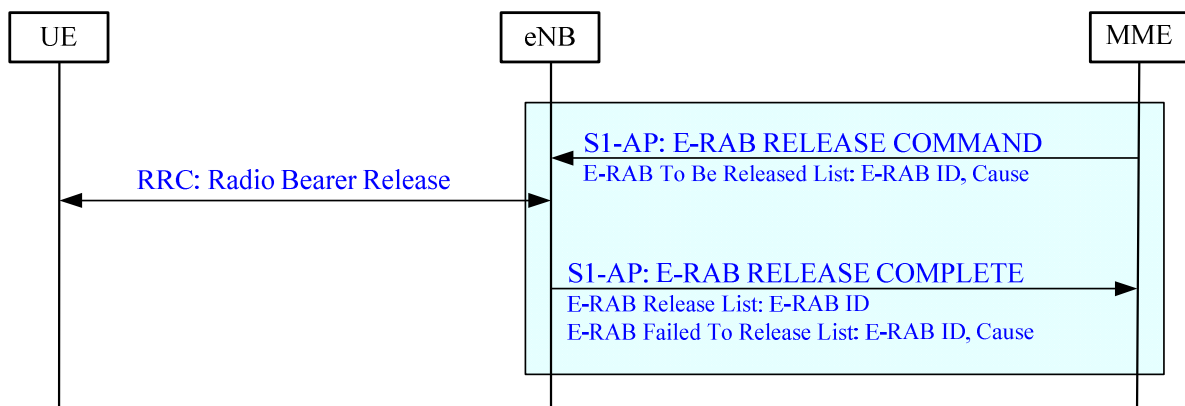 UE
eNB
MME
S1-AP: E-RAB RELEASE COMMAND
E-RAB To Be Released List: E-RAB ID, Cause
RRC: Radio Bearer Release
S1-AP: E-RAB RELEASE COMPLETE
E-RAB Release List: E-RAB ID
E-RAB Failed To Release List: E-RAB ID, Cause